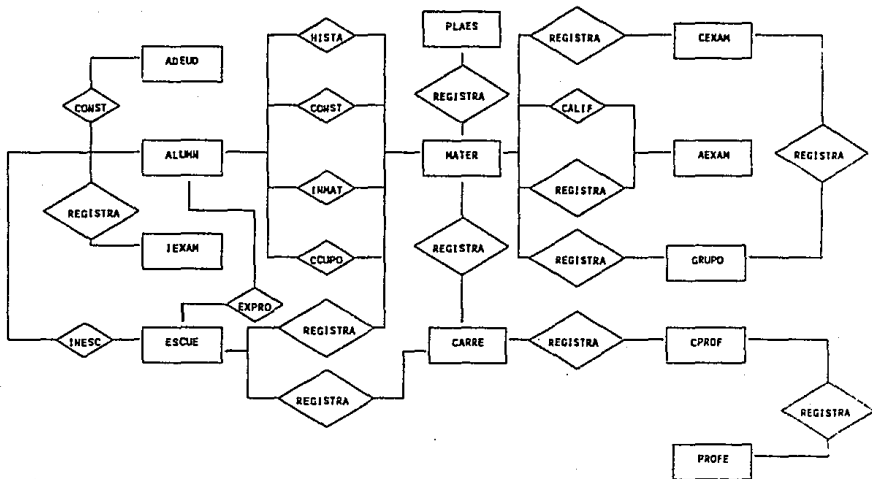 HISTA
PLAES
REGISTRA
CEXAM
ADEUD
REGISTRA
CONST
CONST
CALIF
ALUMN
MATER
AEXAM
REGISTRA
INMAT
REGISTRA
REGISTRA
IEXAM
REGISTRA
CCUPO
REGISTRA
GRUPO
EXPRO
REGISTRA
INESC
ESCUE
CARRE
REGISTRA
CPROF
REGISTRA
REGISTRA
PROFE